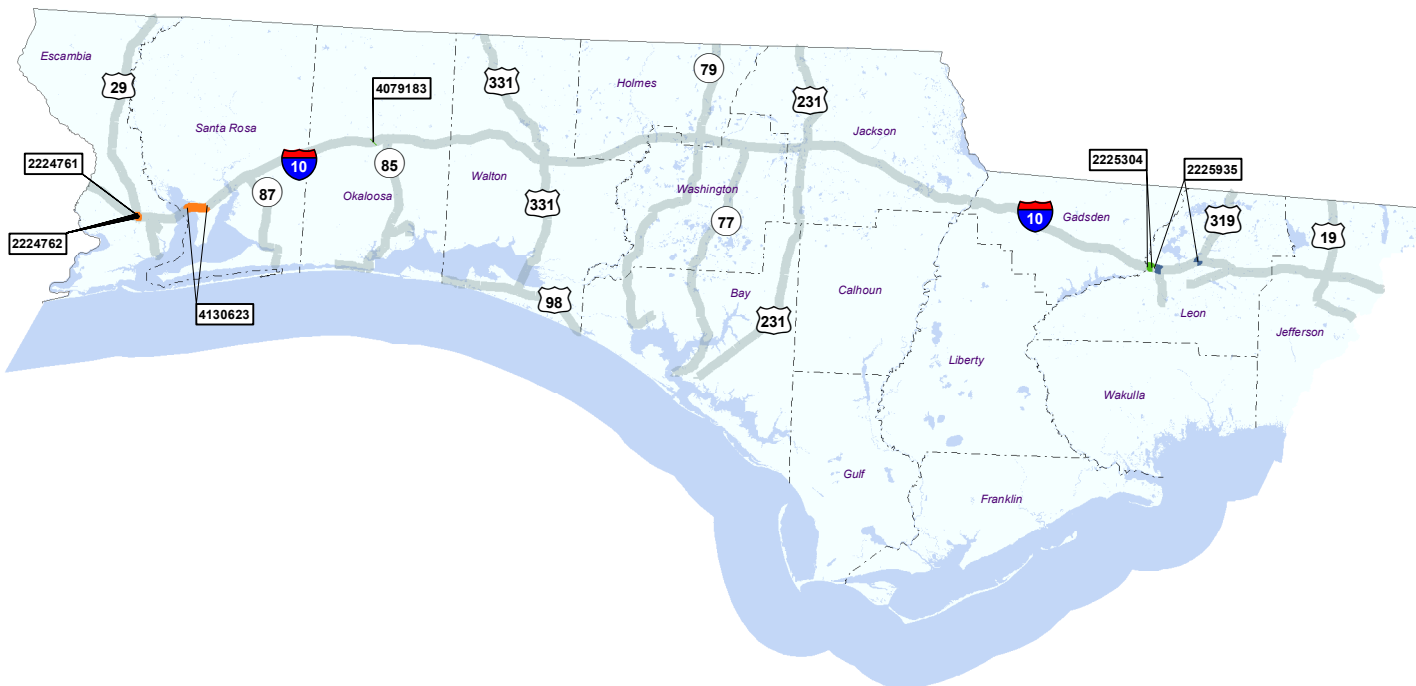 Escambia
29
Santa Rosa
4079183
331
Holmes
79
231
Jackson
2224761
10
85
87
Okaloosa
Walton
331
Washington
77
2225304
2225935
10
Gadsden
319
19
2224762
4130623
98
Bay
231
Calhoun
Leon
Jefferson
Liberty
Wakulla
Gulf
Franklin